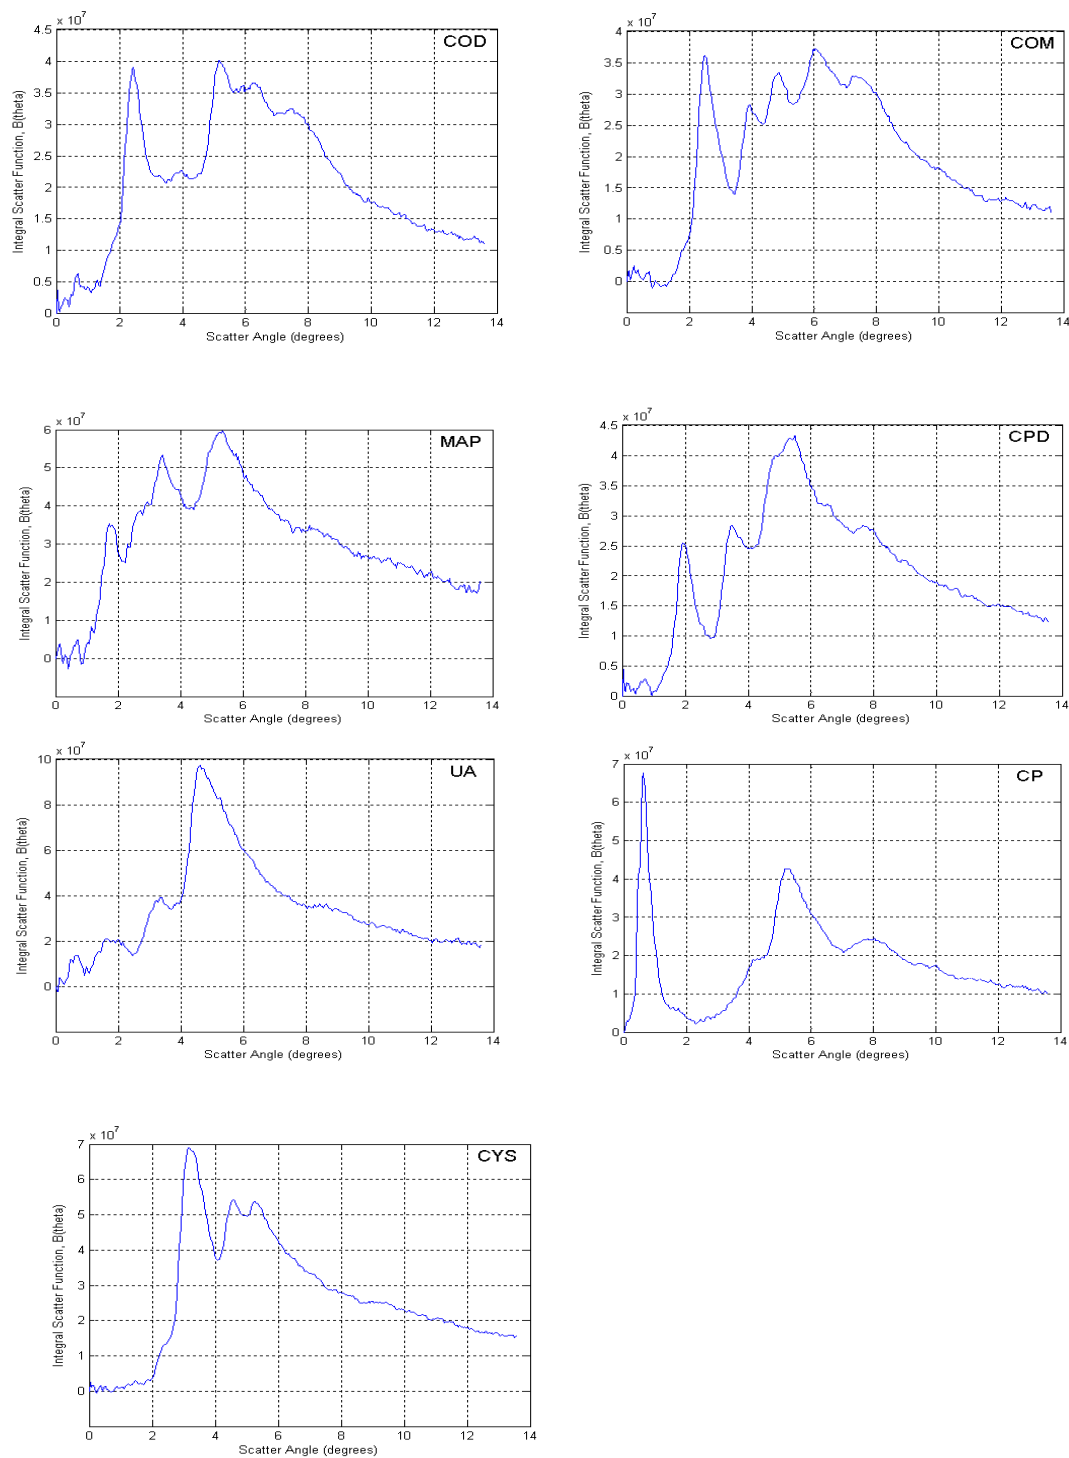 x 10^7
COD
Integral Scatter Function, B(theta)
4.5
4
3.5
3
2.5
2
1.5
1
0.5
0
0 2 4 6 8 10 12 14
Scatter Angle (degrees)
x 10^7
COM
Integral Scatter Function, B(theta)
4
3.5
3
2.5
2
1.5
1
0.5
0
0 2 4 6 8 10 12 14
Scatter Angle (degrees)
x 10^7
MAP
Integral Scatter Function, B(theta)
6
5
4
3
2
1
0
0 2 4 6 8 10 12 14
Scatter Angle (degrees)
x 10^7
CPD
Integral Scatter Function, B(theta)
4.5
4
3.5
3
2.5
2
1.5
1
0.5
0
0 2 4 6 8 10 12 14
Scatter Angle (degrees)
x 10^7
UA
Integral Scatter Function, B(theta)
10
8
6
4
2
0
0 2 4 6 8 10 12 14
Scatter Angle (degrees)
x 10^7
CP
Integral Scatter Function, B(theta)
7
6
5
4
3
2
1
0
0 2 4 6 8 10 12 14
Scatter Angle (degrees)
x 10^7
CYS
Integral Scatter Function, B(theta)
7
6
5
4
3
2
1
0
0 2 4 6 8 10 12 14
Scatter Angle (degrees)